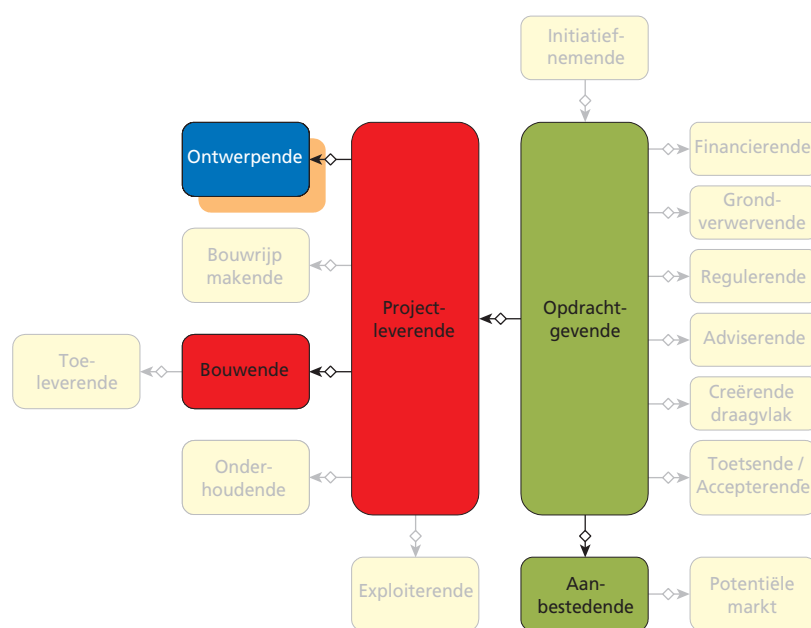 Initiatief-
nemende
Ontwerpende
Financierende
Grond-
verwervende
Bouwrijp
makende
Regulerende
Project-
leverende
Opdracht-
gevende
Adviserende
Toe-
leverende
Bouwende
Creërende
draagvlak
Onder-
houdende
Toetsende /
Accepterende
Exploiterende
Aan-
bestedende
Potentiële
markt